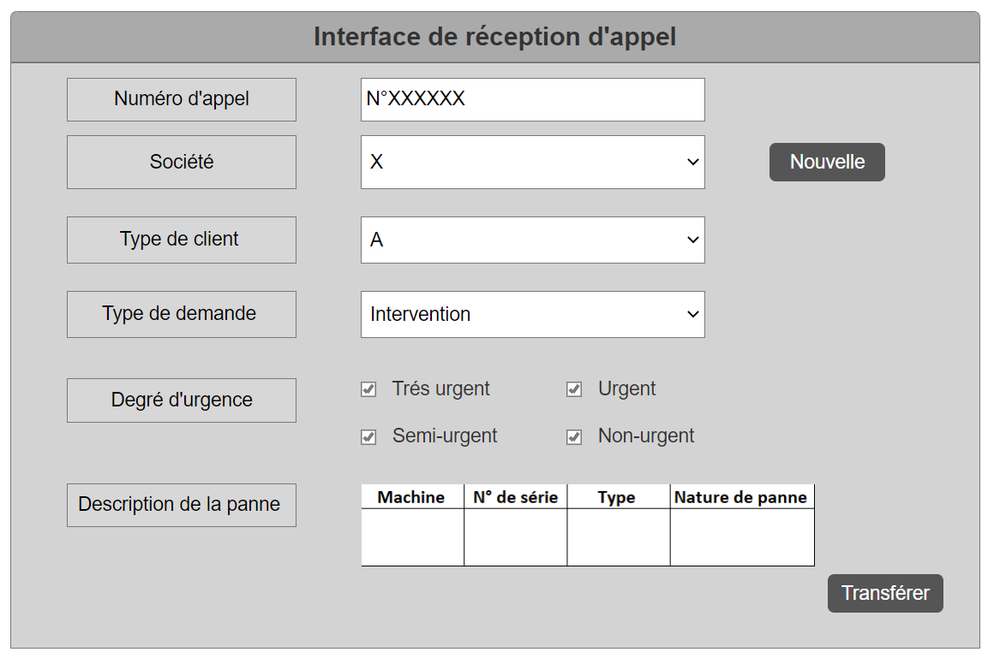 Interface de réception d'appel
Numéro d'appel N°XXXXXX
Société X Nouvelle
Type de client A
Type de demande Intervention
Degré d'urgence
Trés urgent Urgent
Semi-urgent Non-urgent
Description de la panne
Machine N° de série Type Nature de panne
Transférer